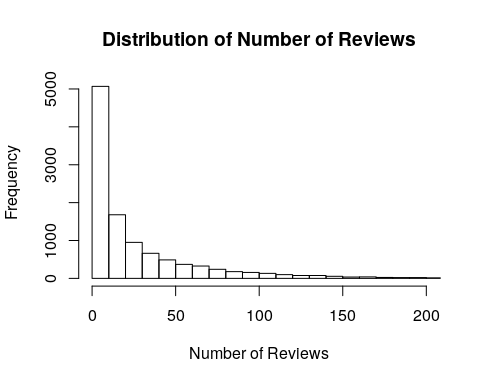 Distribution of Number of Reviews
Frequency
5000
3000
1000
0
0 50 100 150 200
Number of Reviews